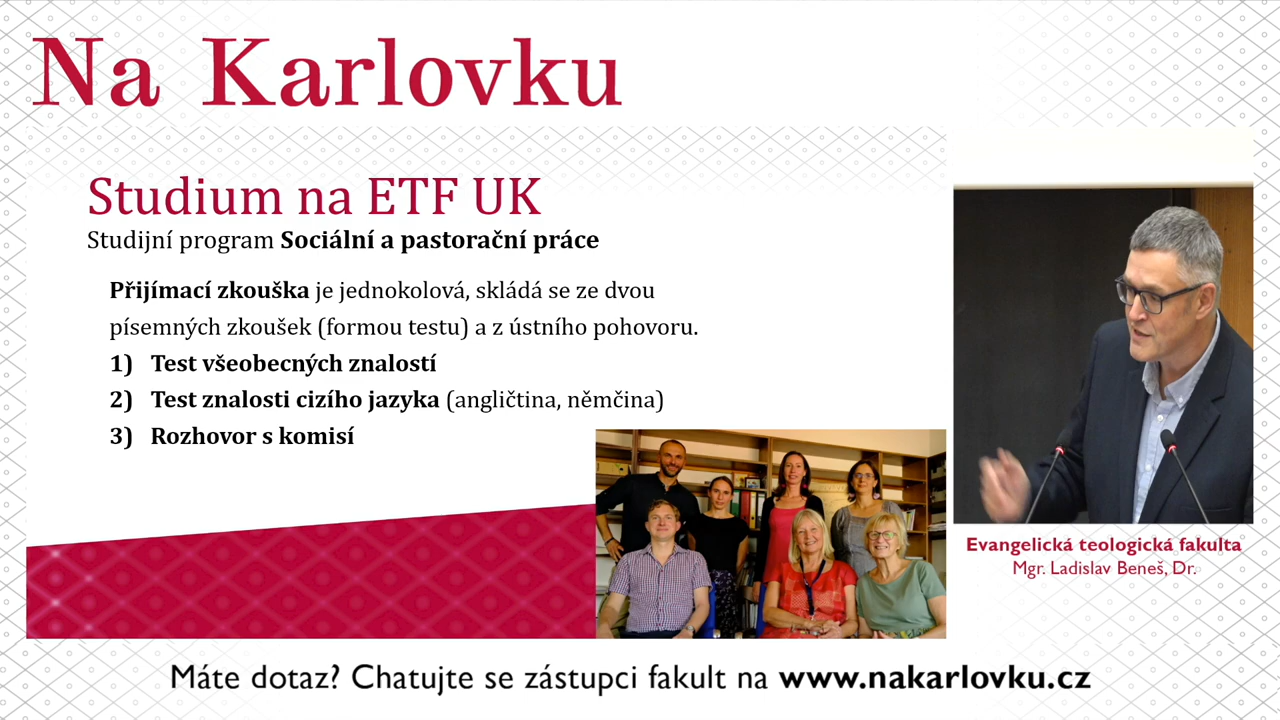 Na Karlovku
Studium na ETF UK
Studijní program Sociální a pastorační práce
Přijímací zkouška je jednokolová, skládá se ze dvou
písemných zkoušek (formou testu) a z ústního pohovoru.
1) Test všeobecných znalostí
2) Test znalosti cizího jazyka (angličtina, němčina)
3) Rozhovor s komisí
Evangelická teologická fakulta
Mgr. Ladislav Beneš, Dr.
Máte dotaz? Chatujte se zástupci fakult na www.nakarlovku.cz